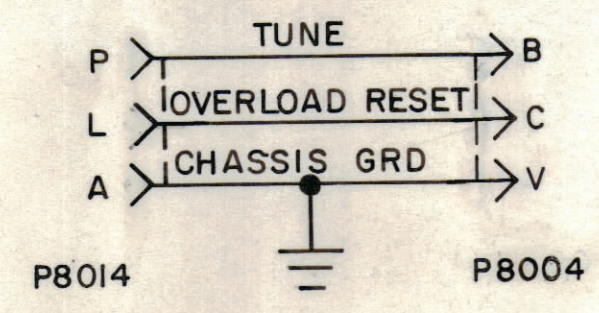 TUNE
P B
OVERLOAD RESET
L C
CHASSIS GRD
A V
P8014 P8004